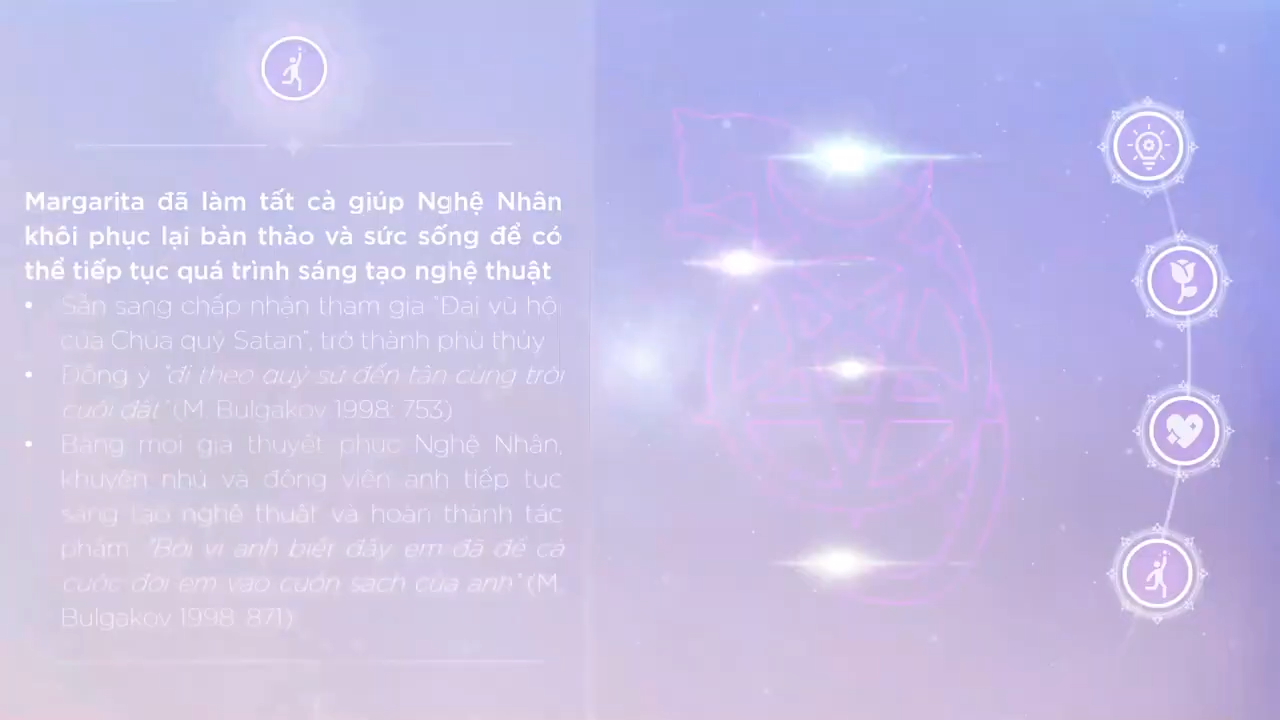 Margarita đã làm tất cả giúp Nghệ Nhân
khôi phục lại bản thảo và sức sống để có
thể tiếp tục quá trình sáng tạo nghệ thuật
• Sẵn sàng chấp nhận tham gia "Đại vũ hội
của Chúa quỷ Satan", trở thành phù thủy
• Đồng ý "đi theo quỷ sứ đến tận cùng trời
cuối đất" (M. Bulgakov 1998: 753)
• Bằng mọi giá thuyết phục Nghệ Nhân,
khuyên nhủ và động viên anh tiếp tục
sáng tạo nghệ thuật và hoàn thành tác
phẩm "Bởi vì anh biết đấy em đã để cả
cuộc đời em vào cuốn sách của anh" (M.
Bulgakov 1998: 871)